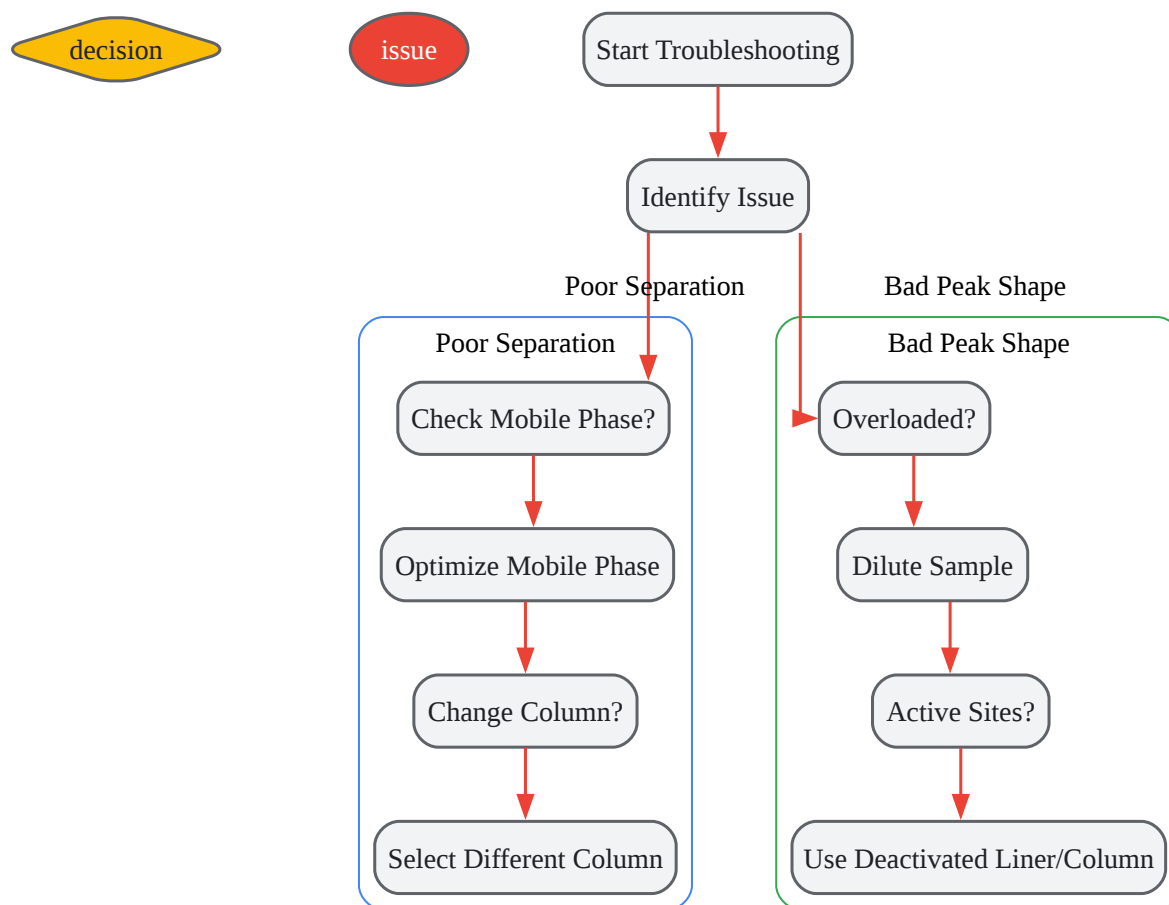 decision
issue
Start Troubleshooting
Identify Issue
Poor Separation
Bad Peak Shape
Poor Separation
Bad Peak Shape
Check Mobile Phase?
Overloaded?
Optimize Mobile Phase
Dilute Sample
Change Column?
Active Sites?
Select Different Column
Use Deactivated Liner/Column